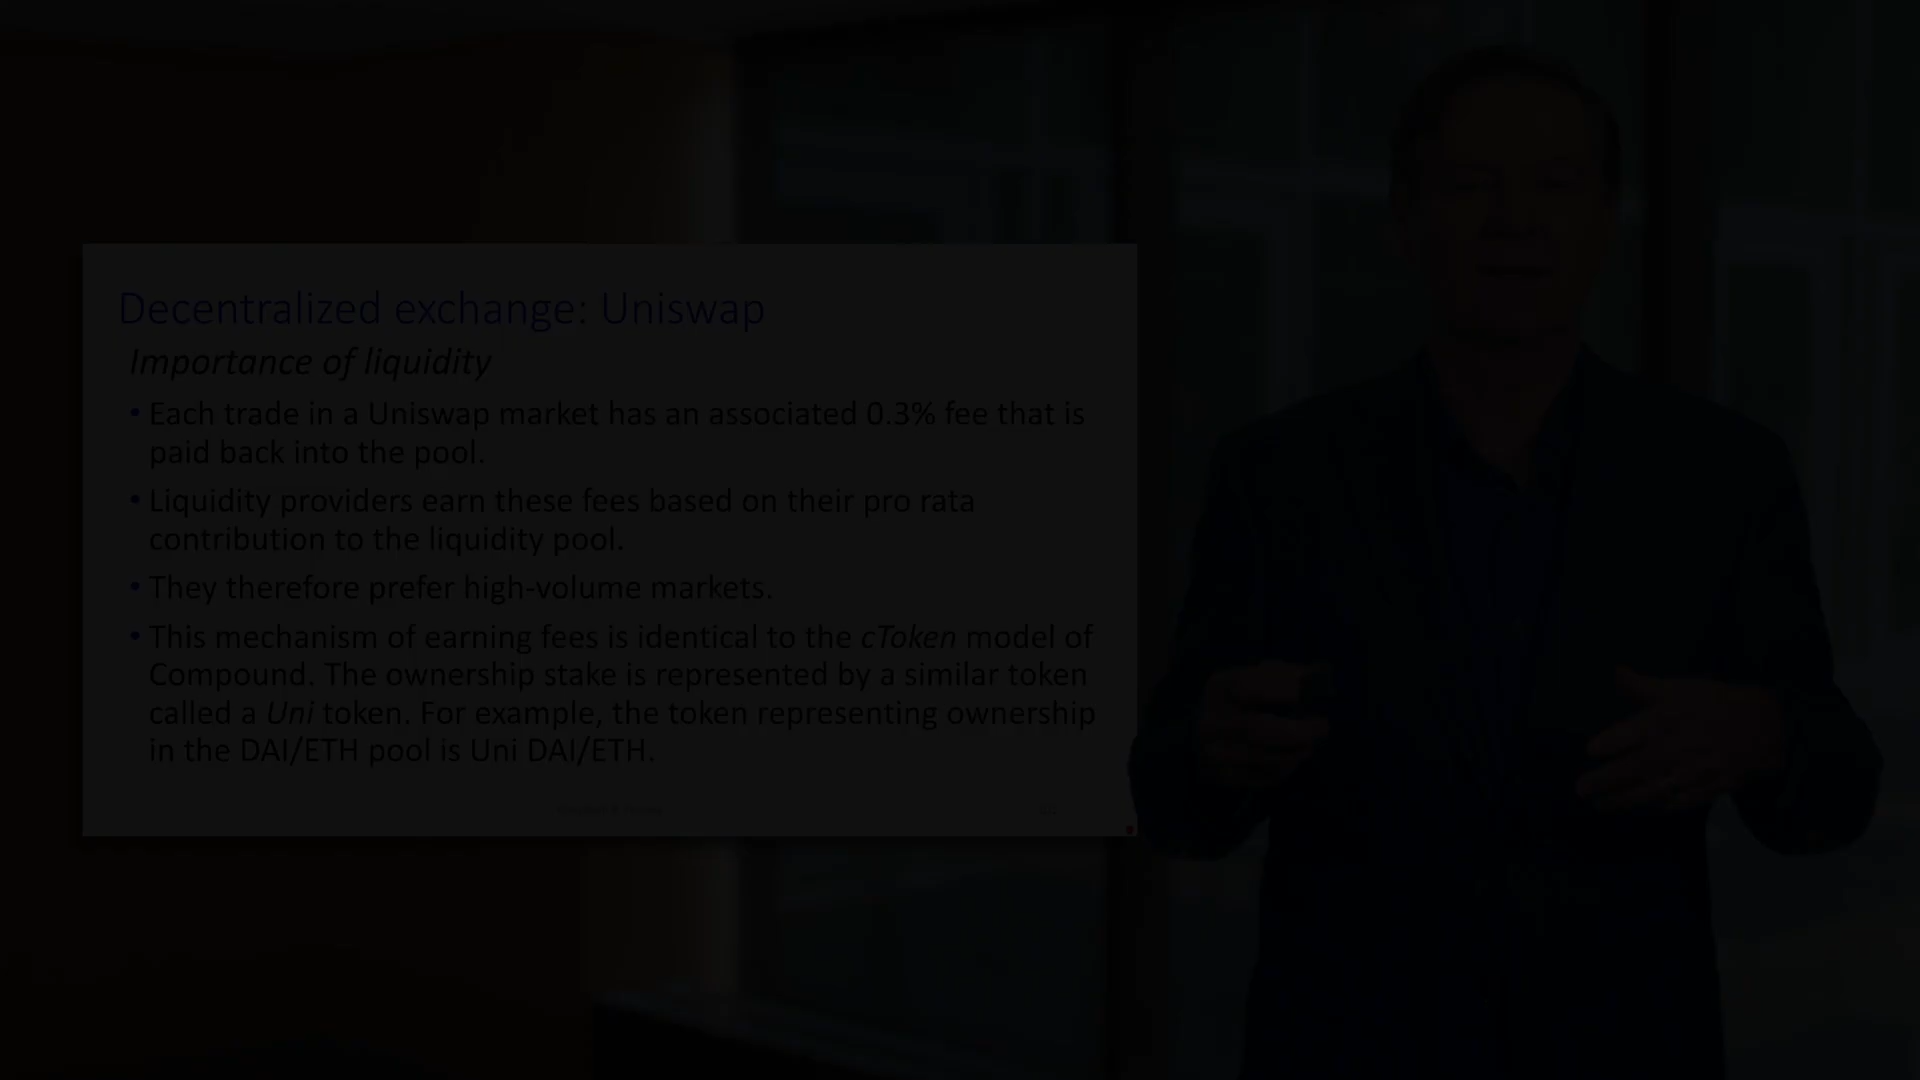 Decentralized exchange: Uniswap
Importance of liquidity
• Each trade in a Uniswap market has an associated 0.3% fee that is
paid back into the pool.
• Liquidity providers earn these fees based on their pro rata
contribution to the liquidity pool.
• They therefore prefer high-volume markets.
• This mechanism of earning fees is identical to the cToken model of
Compound. The ownership stake is represented by a similar token
called a Uni token. For example, the token representing ownership
in the DAI/ETH pool is Uni DAI/ETH.